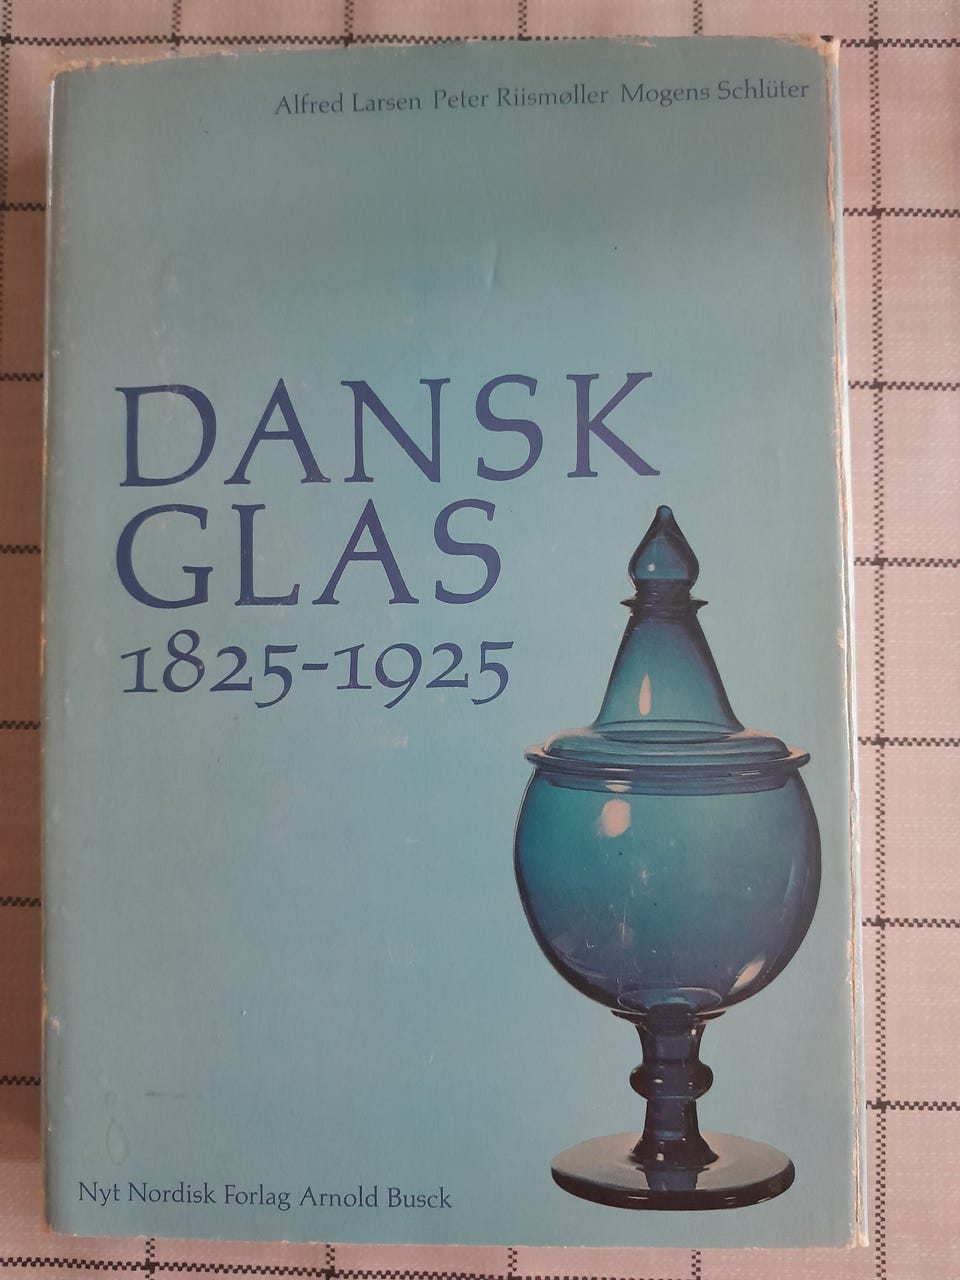 Alfred Larsen Peter Riismøller Mogens Schlüter
DANSK
GLAS
1825-1925
Nyt Nordisk Forlag Arnold Busck